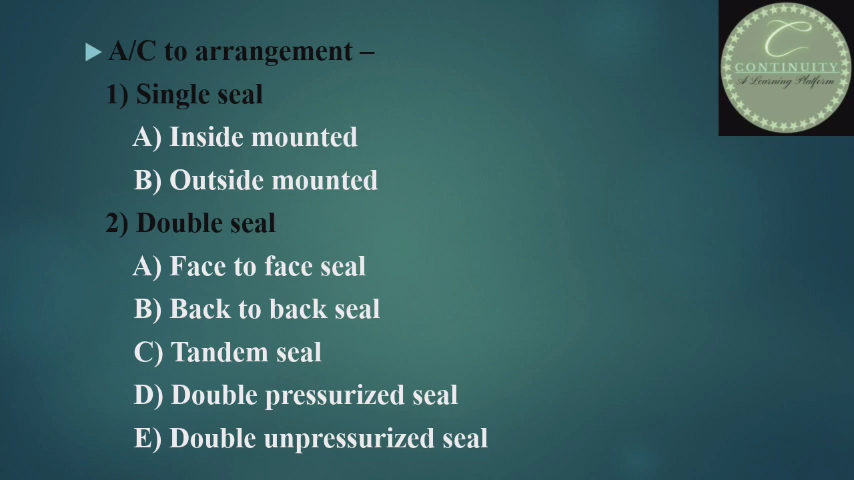 A/C to arrangement –
1) Single seal
A) Inside mounted
B) Outside mounted
2) Double seal
A) Face to face seal
B) Back to back seal
C) Tandem seal
D) Double pressurized seal
E) Double unpressurized seal
C
CONTINUITY
A Learning Platform